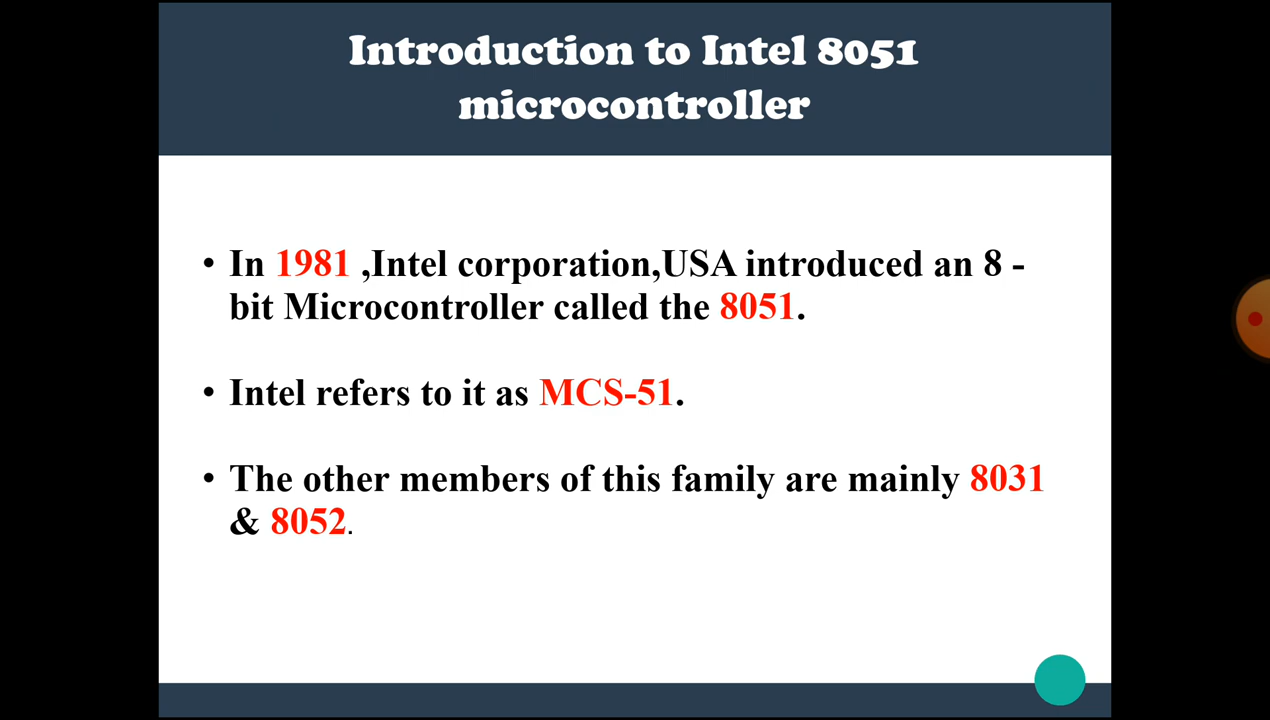 Introduction to Intel 8051
microcontroller
• In 1981 ,Intel corporation,USA introduced an 8 -
bit Microcontroller called the 8051.
• Intel refers to it as MCS-51.
• The other members of this family are mainly 8031
& 8052.